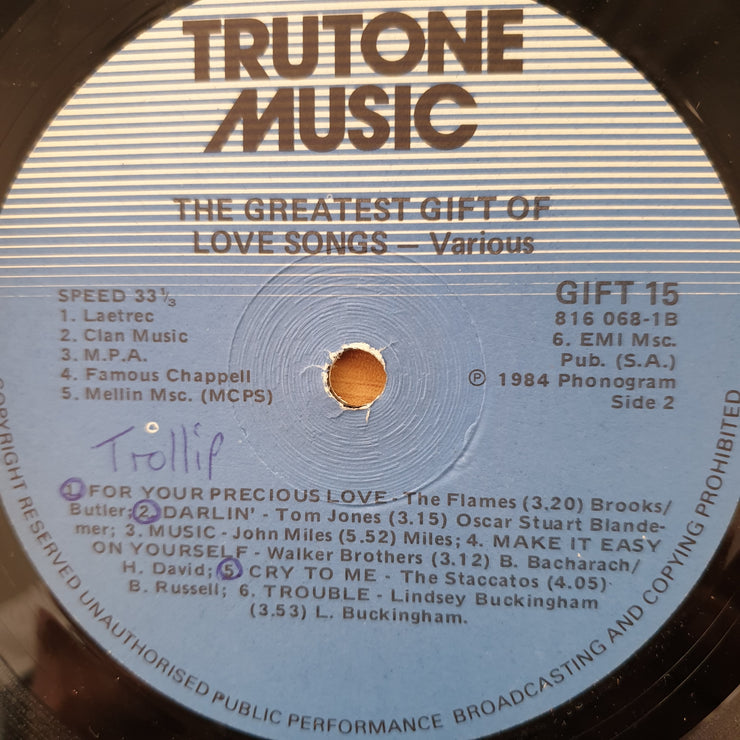 TRUTONE
MUSIC
THE GREATEST GIFT OF
LOVE SONGS — Various
SPEED 33⅓
1. Laetrec
2. Clan Music
3. M.P.A.
4. Famous Chappell
5. Mellin Msc. (MCPS)
GIFT 15
816 068-1B
6. EMI Msc.
Pub. (S.A.)
℗ 1984 Phonogram
Side 2
Trollip
1 FOR YOUR PRECIOUS LOVE - The Flames (3.20) Brooks/
Butler; 2. DARLIN' - Tom Jones (3.15) Oscar Stuart Blande-
mer; 3. MUSIC - John Miles (5.52) Miles; 4. MAKE IT EASY
ON YOURSELF - Walker Brothers (3.12) B. Bacharach/
H. David; 5 CRY TO ME - The Staccatos (4.05)
B. Russell; 6. TROUBLE - Lindsey Buckingham
(3.53) L. Buckingham.
COPYRIGHT RESERVED UNAUTHORISED PUBLIC PERFORMANCE BROADCASTING AND COPYING PROHIBITED